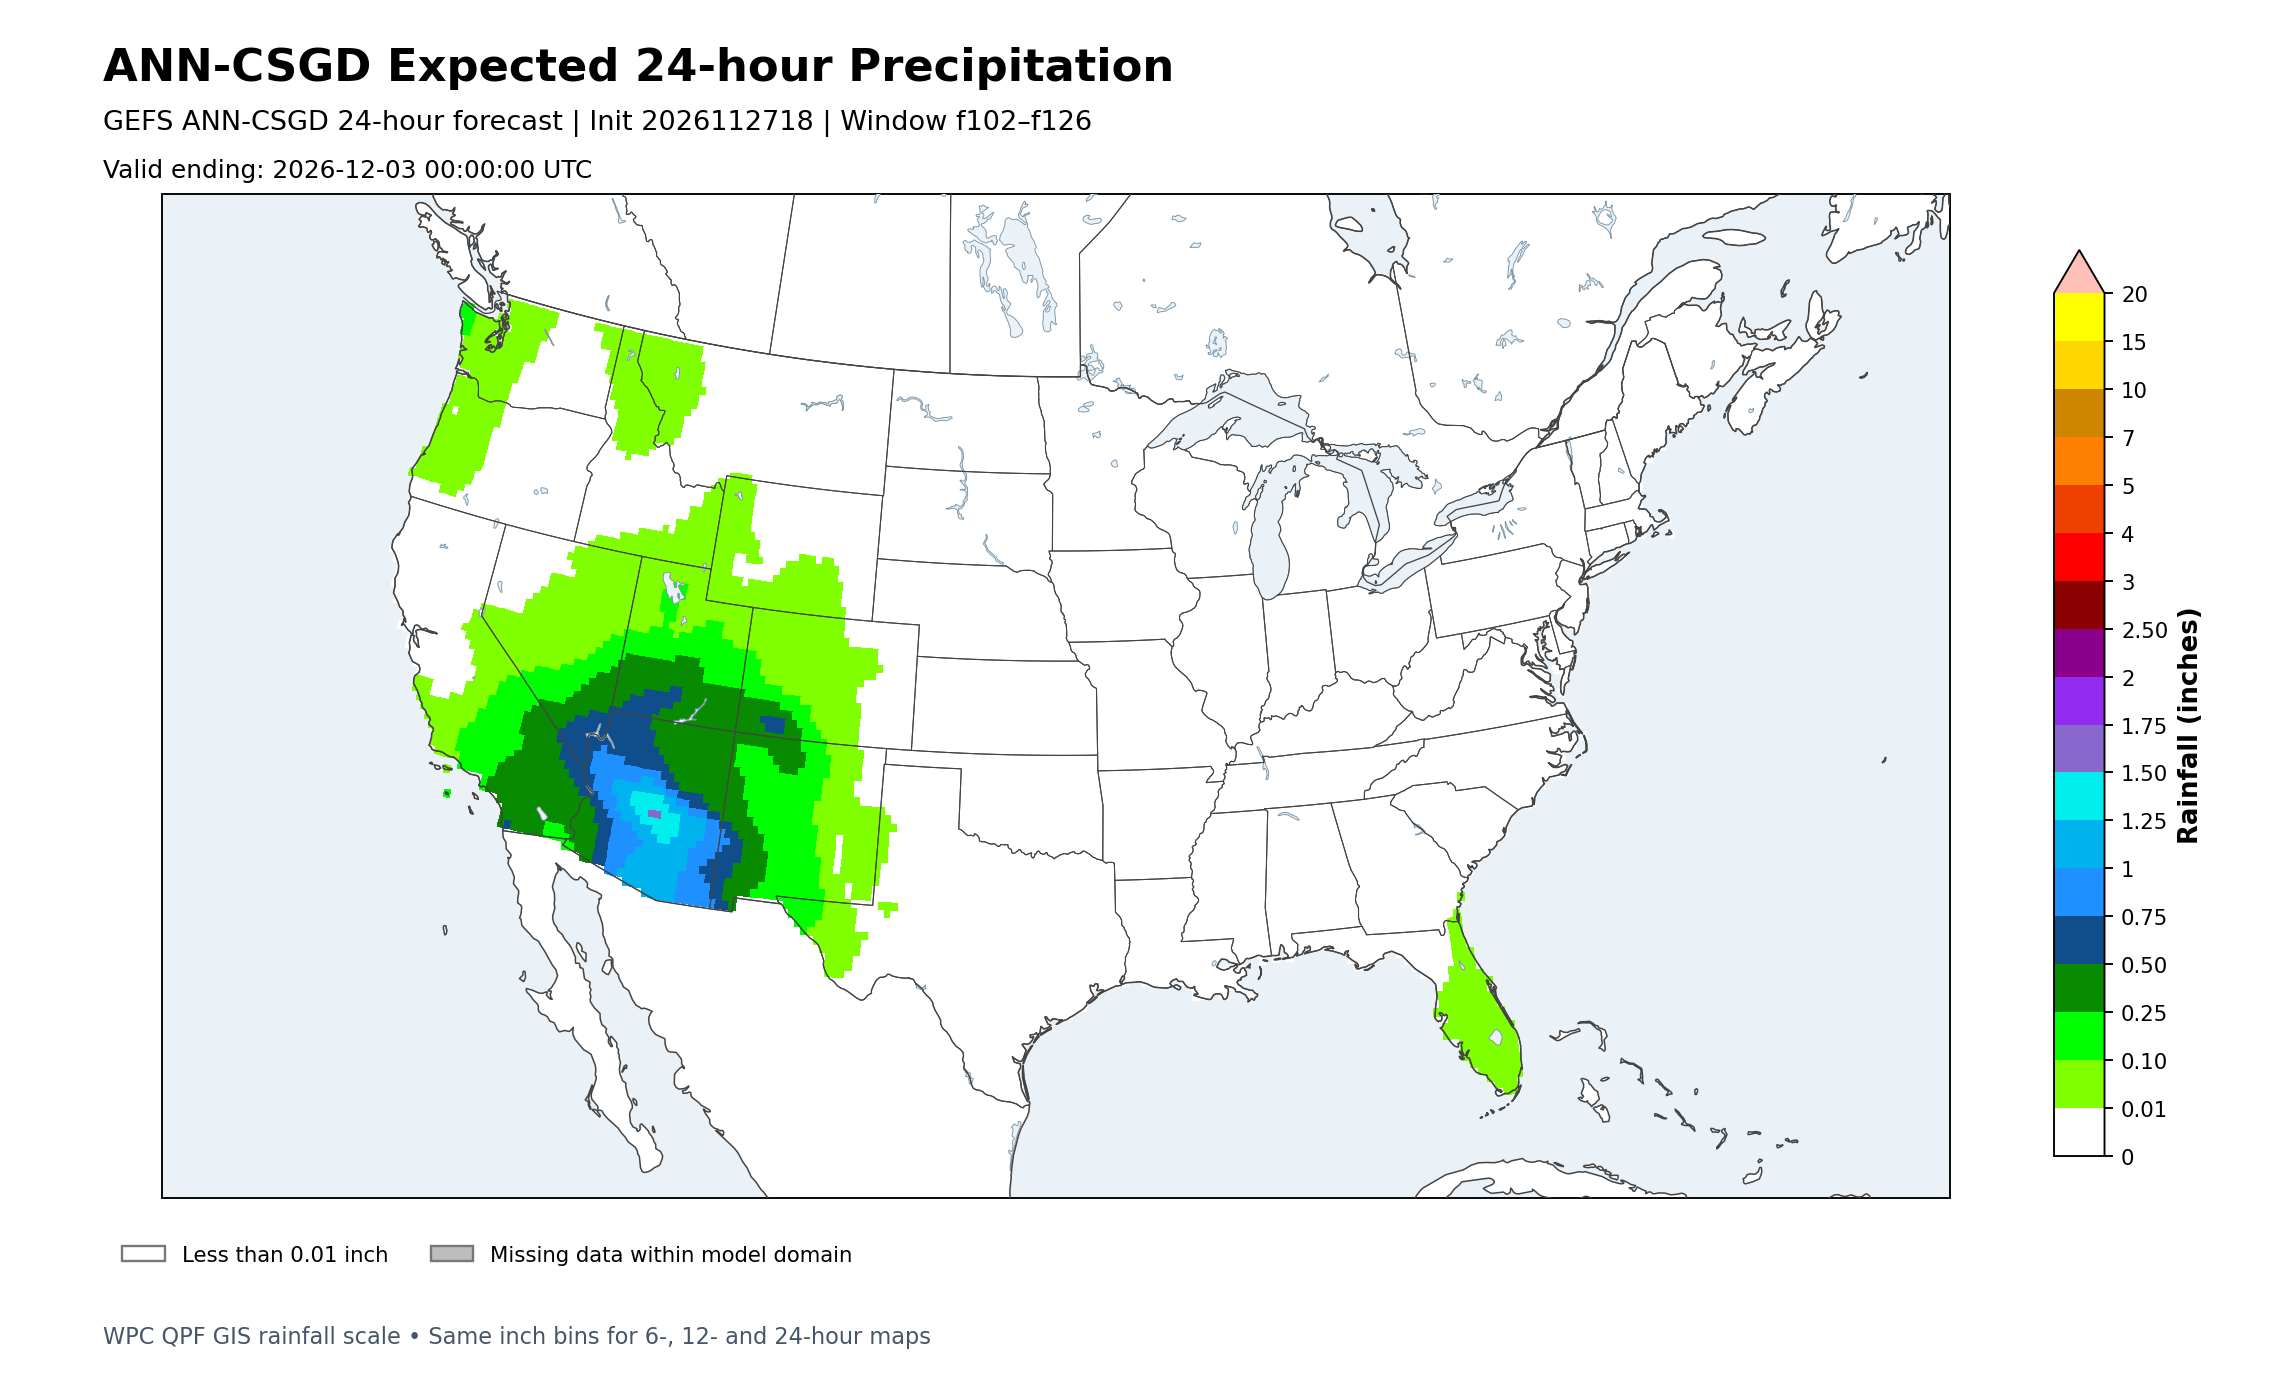 ANN-CSGD Expected 24-hour Precipitation
GEFS ANN-CSGD 24-hour forecast | Init 2026112718 | Window f102–f126
Valid ending: 2026-12-03 00:00:00 UTC
20
15
10
7
5
4
3
2.50
2
1.75
1.50
1.25
1
0.75
0.50
0.25
0.10
0.01
0
Rainfall (inches)
Less than 0.01 inch
Missing data within model domain
WPC QPF GIS rainfall scale • Same inch bins for 6-, 12- and 24-hour maps